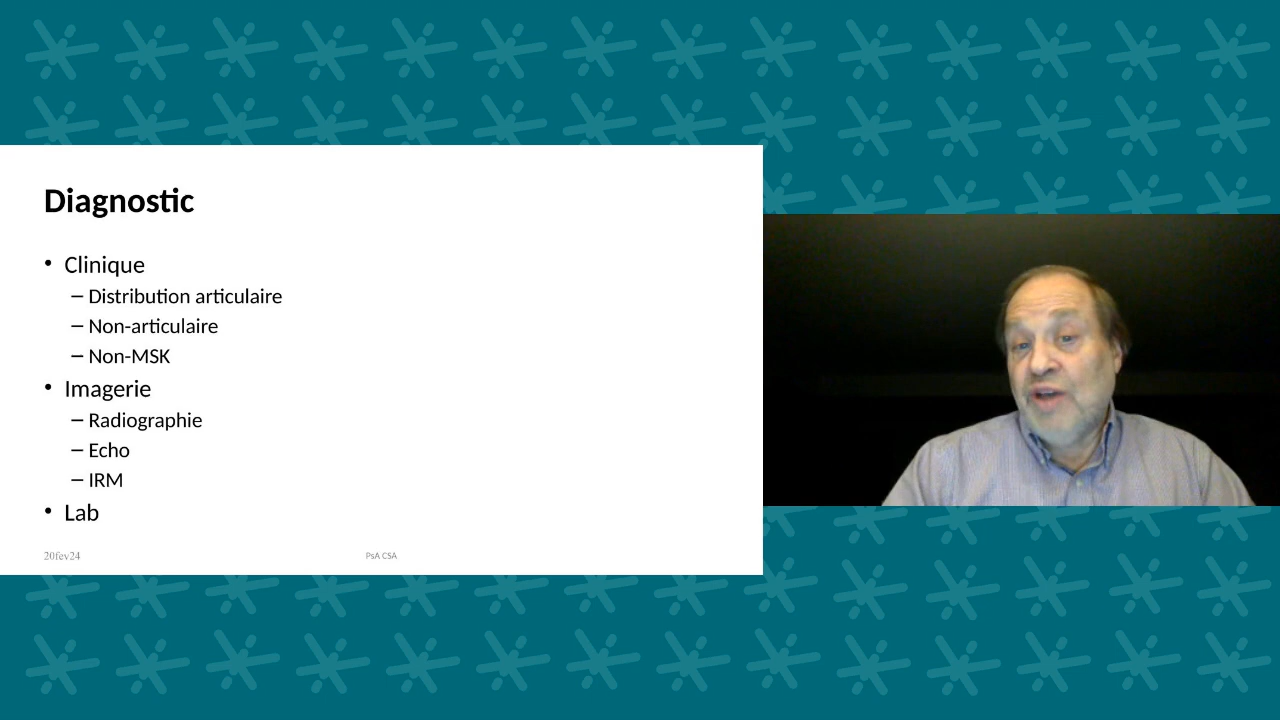 Diagnostic
• Clinique
– Distribution articulaire
– Non-articulaire
– Non-MSK
• Imagerie
– Radiographie
– Echo
– IRM
• Lab
20fev24
PsA CSA